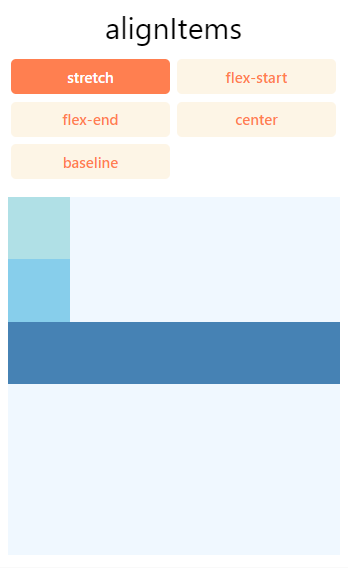 alignItems
stretch
flex-start
flex-end
center
baseline